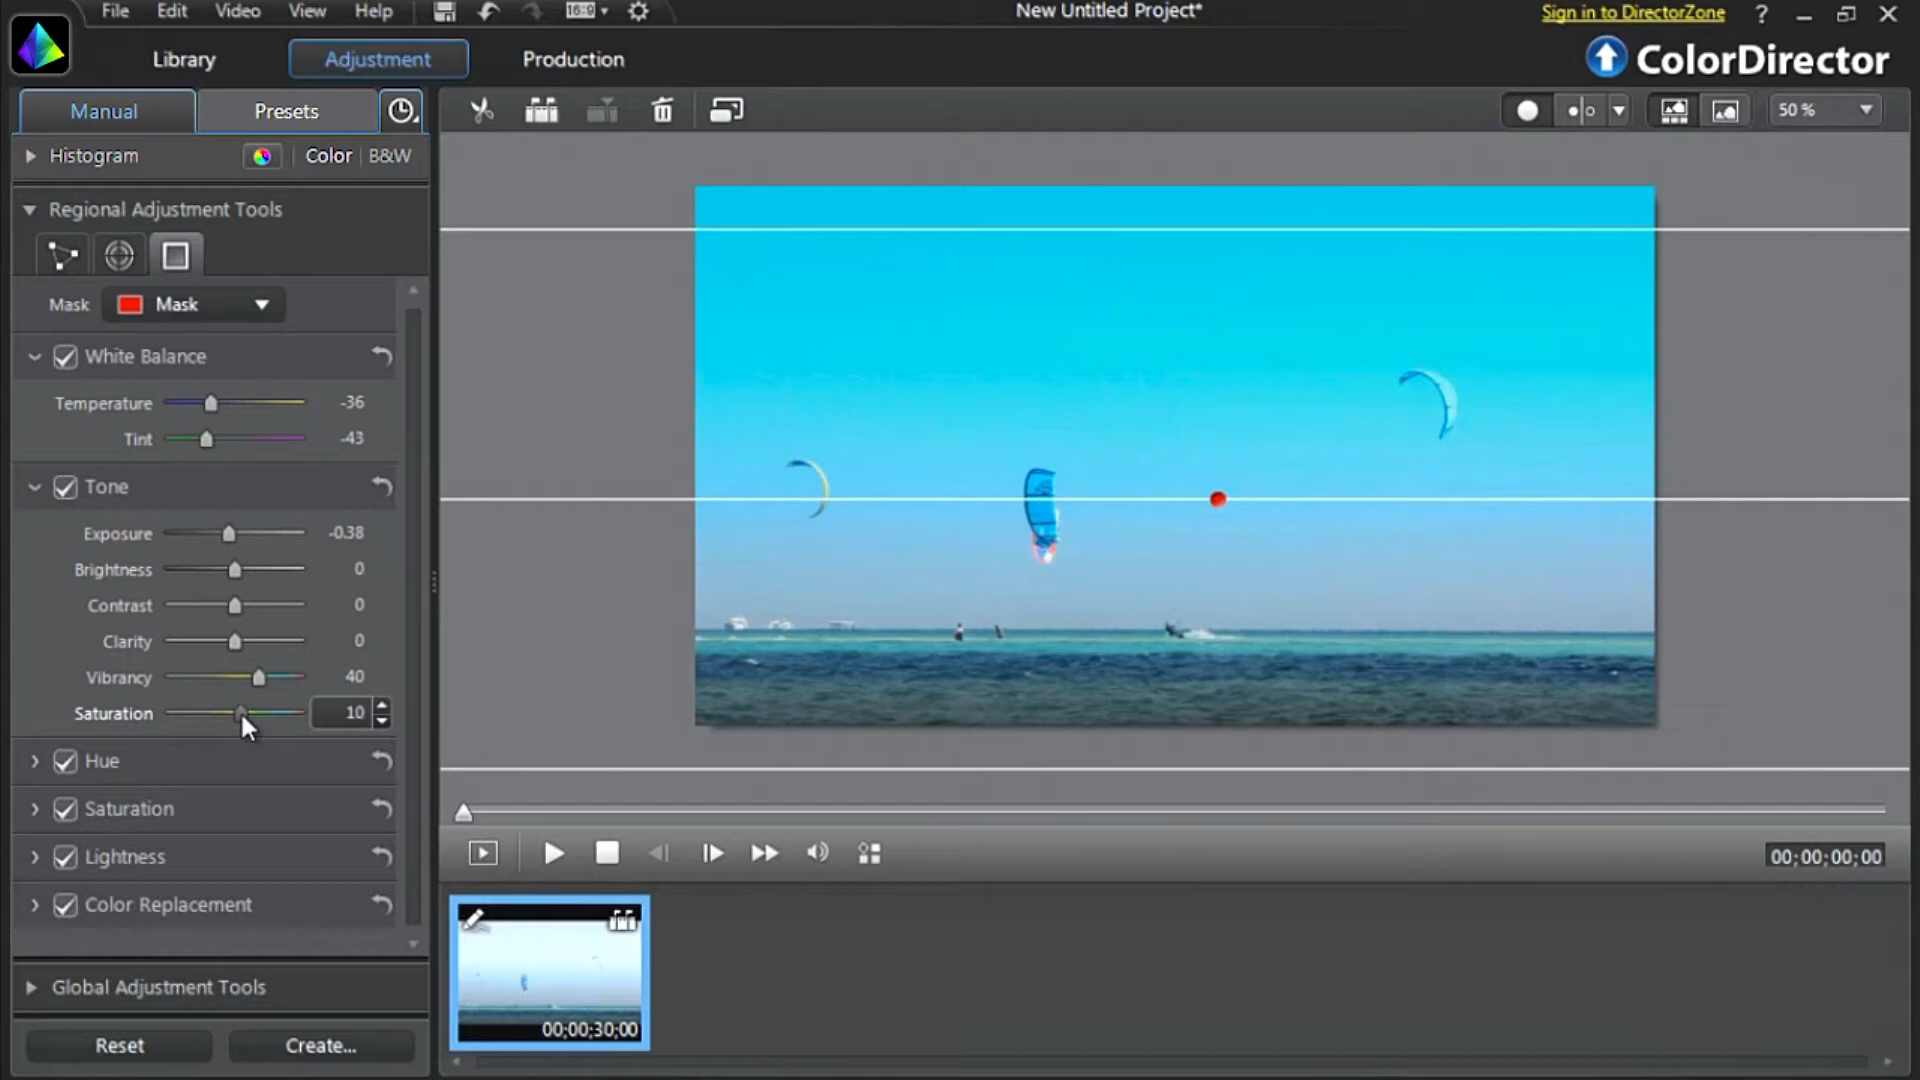 File Edit Video View Help 16:9 New Untitled Project* Sign in to DirectorZone ?
Library Adjustment Production ColorDirector
Manual Presets 50 %
Histogram Color B&W
Regional Adjustment Tools
Mask Mask
White Balance
Temperature -36
Tint -43
Tone
Exposure -0.38
Brightness 0
Contrast 0
Clarity 0
Vibrancy 40
Saturation 10
Hue
Saturation
Lightness
Color Replacement
Global Adjustment Tools
Reset Create...
00;00;00;00
00;00;30;00